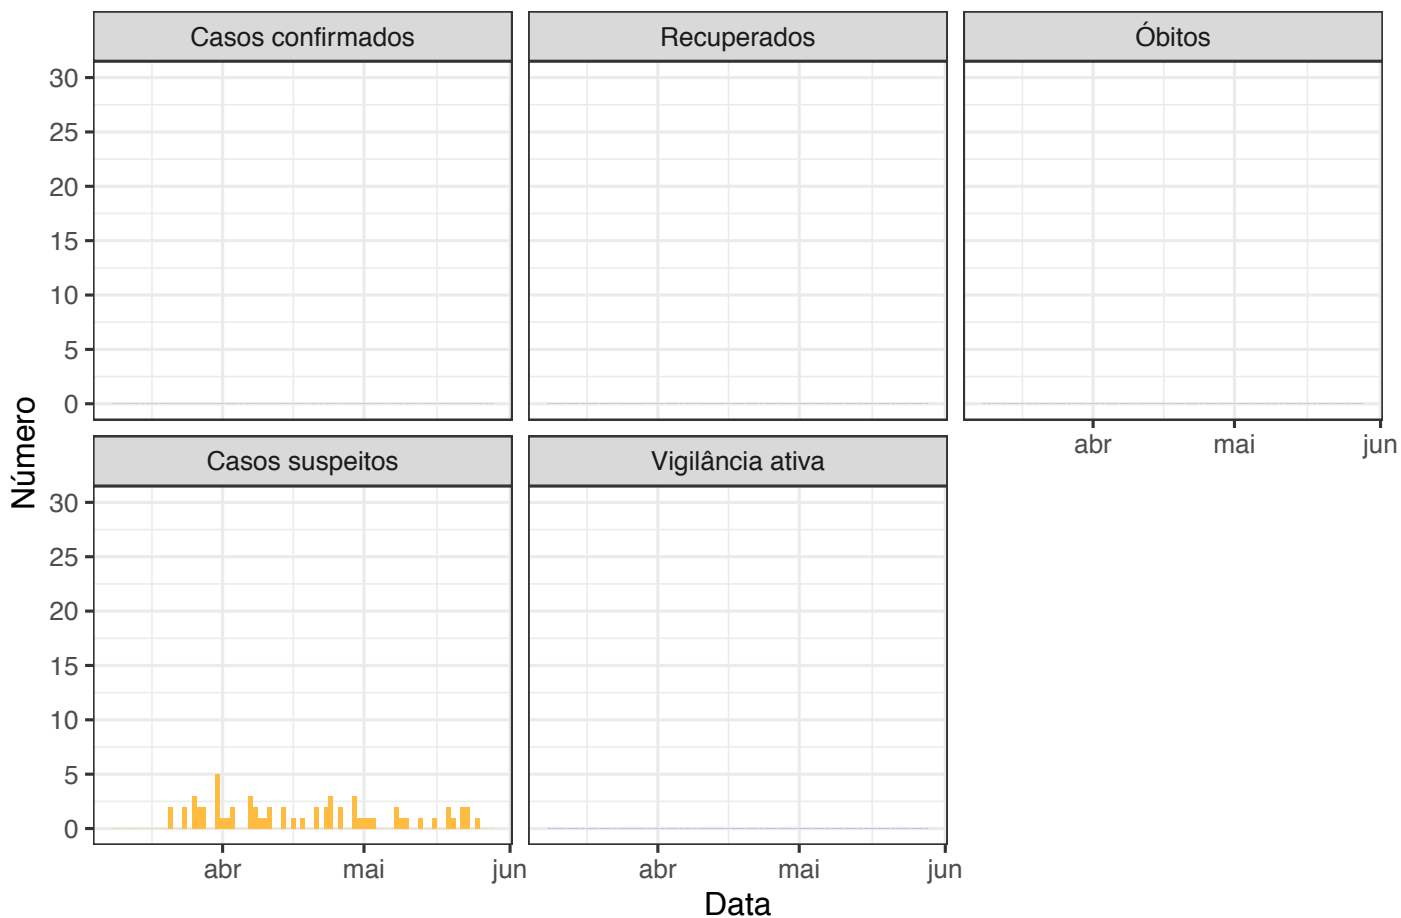 Casos confirmados
Recuperados
Óbitos
30
25
20
15
10
5
0
abr mai jun
Número
Casos suspeitos
Vigilância ativa
30
25
20
15
10
5
0
abr mai jun
abr mai jun
Data